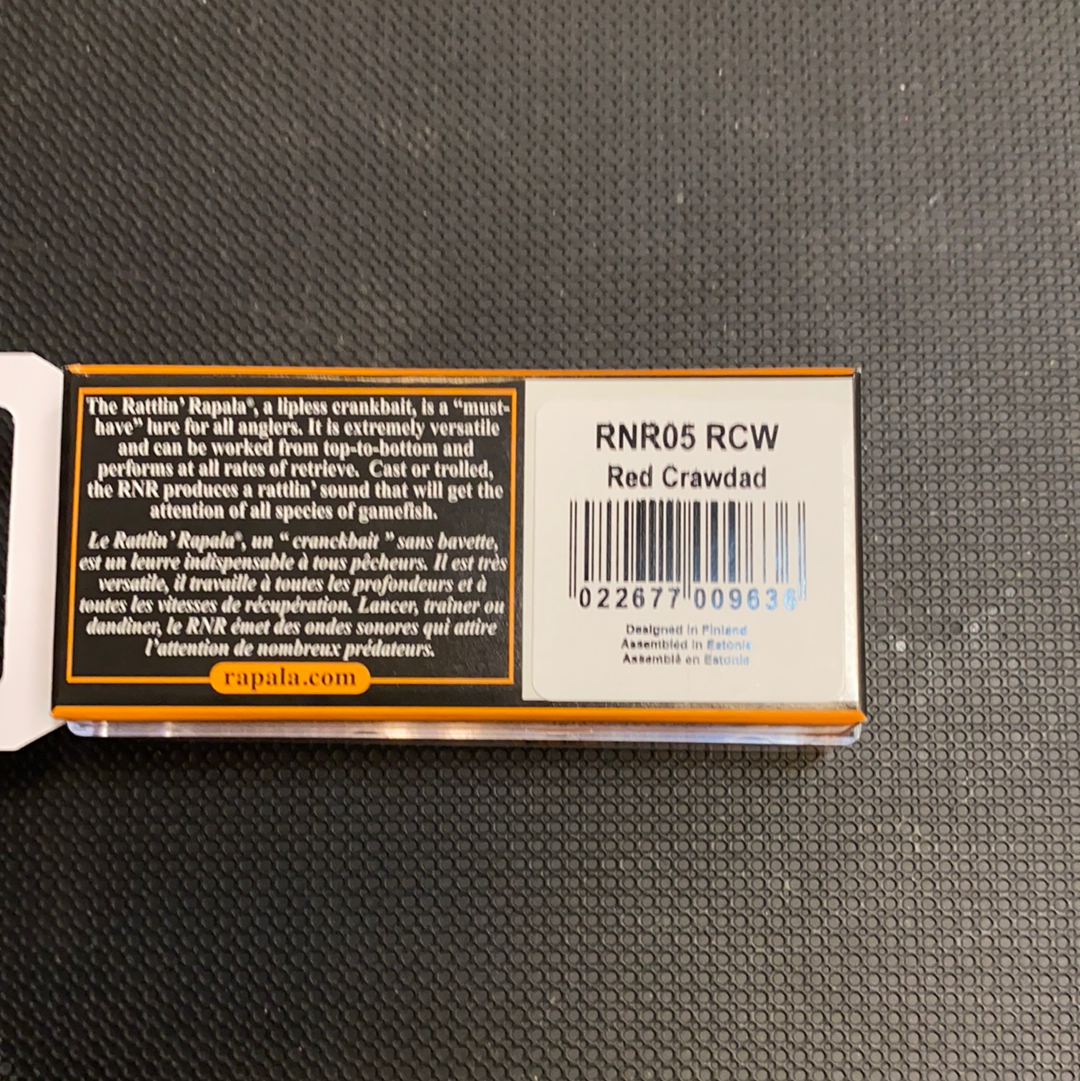 The Rattlin' Rapala®, a lipless crankbait, is a "must-
have" lure for all anglers. It is extremely versatile
and can be worked from top-to-bottom and
performs at all rates of retrieve. Cast or trolled,
the RNR produces a rattlin' sound that will get the
attention of all species of gamefish.
Le Rattlin' Rapala®, un " cranckbait " sans bavette,
est un leurre indispensable à tous pêcheurs. Il est très
versatile, il travaille à toutes les profondeurs et à
toutes les vitesses de récupération. Lancer, traîner ou
dandiner, le RNR émet des ondes sonores qui attire
l'attention de nombreux prédateurs.
rapala.com
RNR05 RCW
Red Crawdad
022677 009636
Designed in Finland
Assembled in Estonia
Assemblé en Estonie